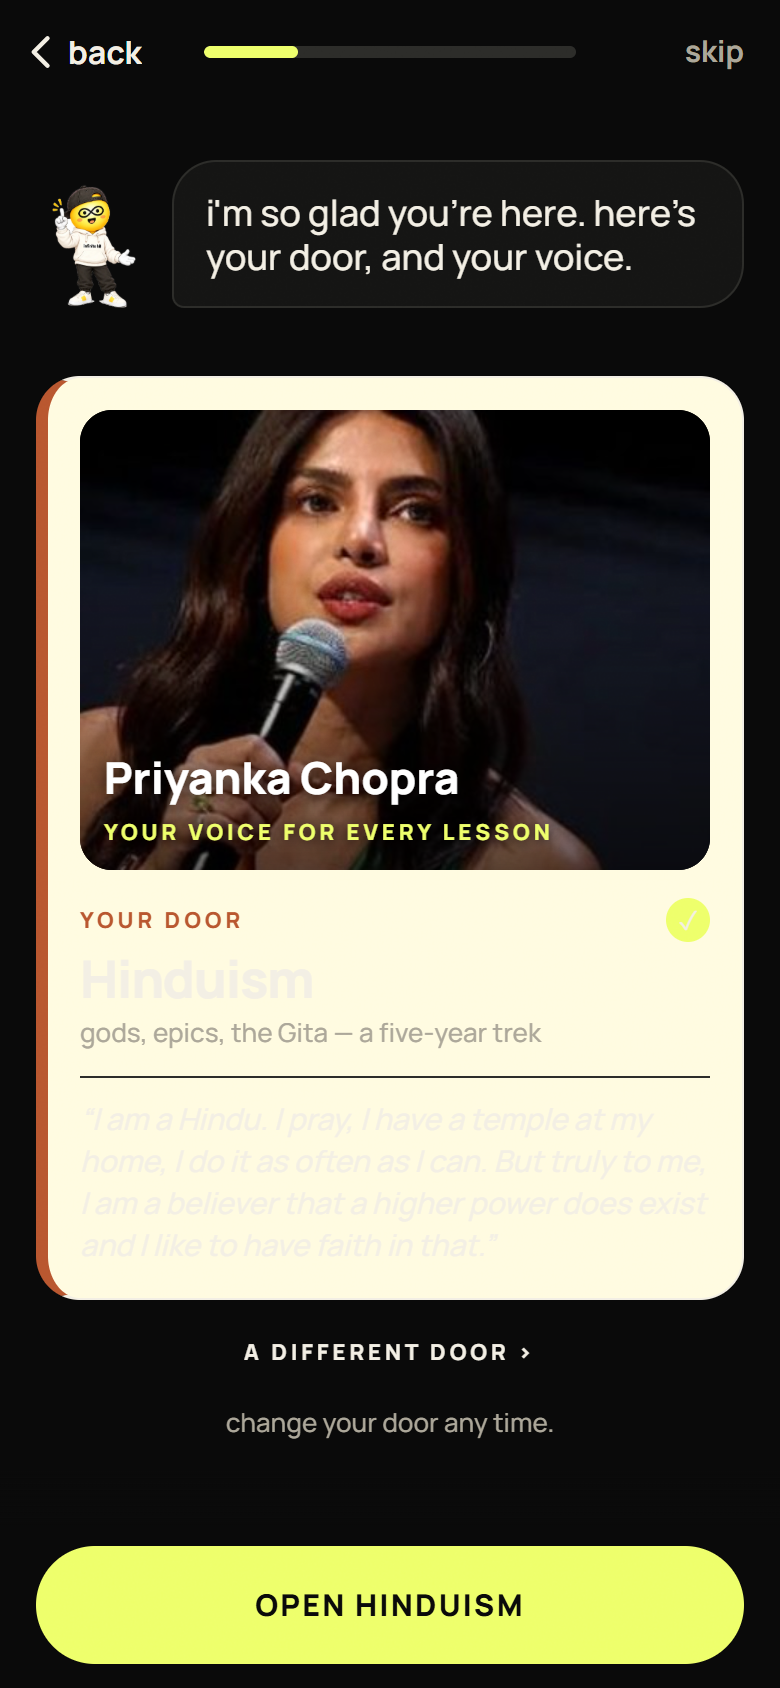 back
skip
i'm so glad you're here. here's
your door, and your voice.
Priyanka Chopra
YOUR VOICE FOR EVERY LESSON
YOUR DOOR
Hinduism
gods, epics, the Gita — a five-year trek
"I am a Hindu. I pray, I have a temple at my
home, I do it as often as I can. But truly to me,
I am a believer that a higher power does exist
and I like to have faith in that."
A DIFFERENT DOOR ›
change your door any time.
OPEN HINDUISM